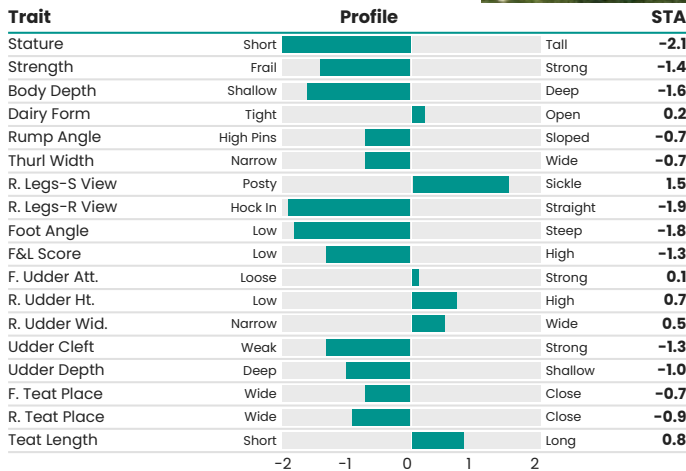 Trait Profile STA
Stature Short Tall -2.1
Strength Frail Strong -1.4
Body Depth Shallow Deep -1.6
Dairy Form Tight Open 0.2
Rump Angle High Pins Sloped -0.7
Thurl Width Narrow Wide -0.7
R. Legs-S View Posty Sickle 1.5
R. Legs-R View Hock In Straight -1.9
Foot Angle Low Steep -1.8
F&L Score Low High -1.3
F. Udder Att. Loose Strong 0.1
R. Udder Ht. Low High 0.7
R. Udder Wid. Narrow Wide 0.5
Udder Cleft Weak Strong -1.3
Udder Depth Deep Shallow -1.0
F. Teat Place Wide Close -0.7
R. Teat Place Wide Close -0.9
Teat Length Short Long 0.8
-2 -1 0 1 2